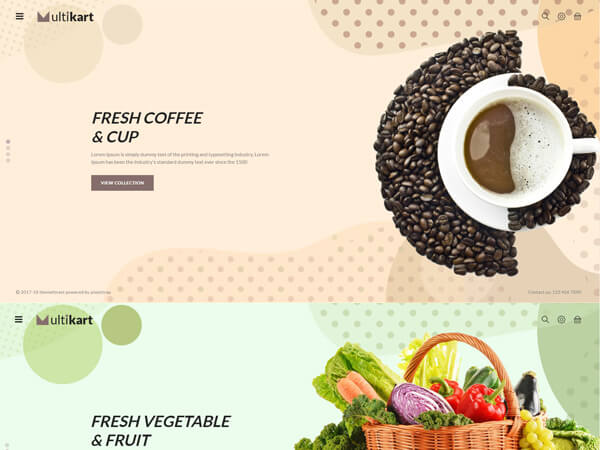 Multikart
FRESH COFFEE
& CUP
Lorem Ipsum is simply dummy text of the printing and typesetting industry. Lorem
Ipsum has been the industry's standard dummy text ever since the 1500
VIEW COLLECTION
© 2017-18 themeforest powered by pixelstrap
Contact us: 123 456 7890
Multikart
FRESH VEGETABLE
& FRUIT